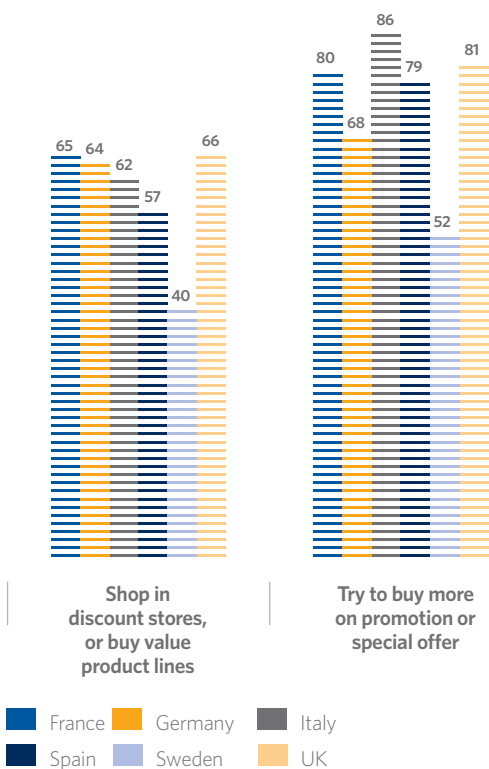 86
80
81
79
68
52
65
64
62
57
40
66
Shop in
discount stores,
or buy value
product lines
Try to buy more
on promotion or
special offer
France Germany Italy
Spain Sweden UK